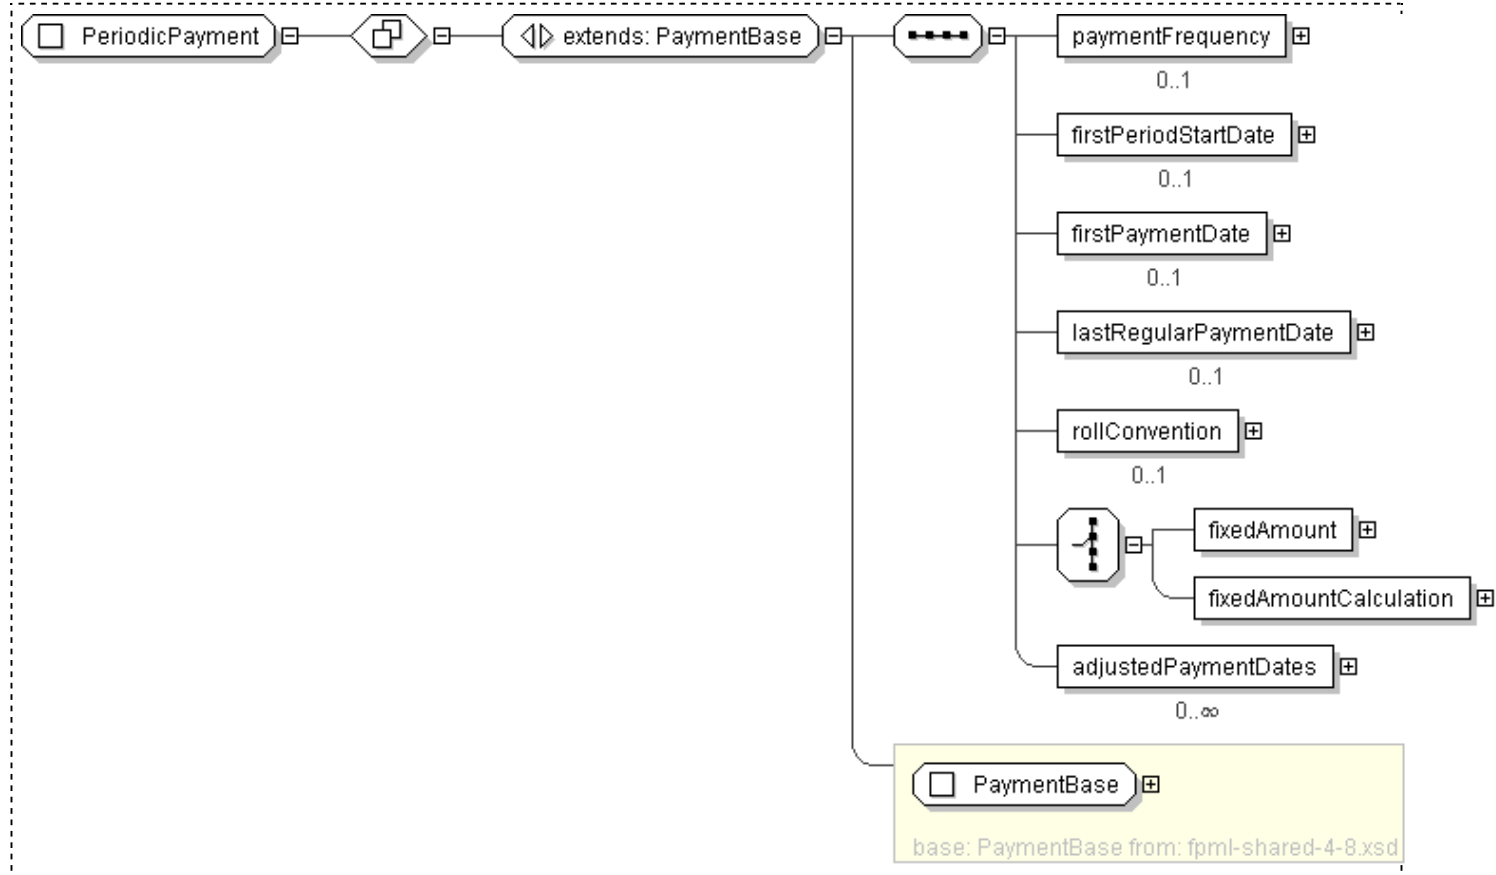 PeriodicPayment
extends: PaymentBase
paymentFrequency
0..1
firstPeriodStartDate
0..1
firstPaymentDate
0..1
lastRegularPaymentDate
0..1
rollConvention
0..1
fixedAmount
fixedAmountCalculation
adjustedPaymentDates
0..∞
PaymentBase
base: PaymentBase from: fpml-shared-4-8.xsd